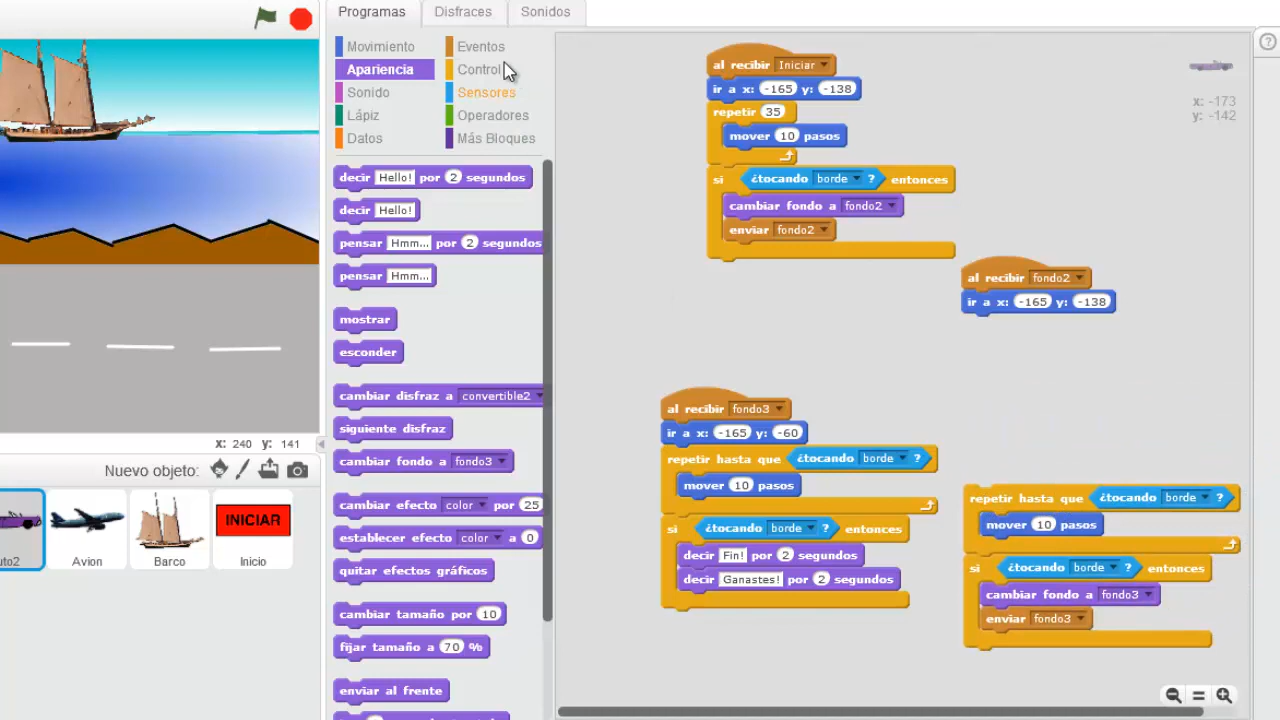 Programas Disfraces Sonidos
Movimiento Eventos
Apariencia Control
Sonido Sensores
Lápiz Operadores
Datos Más Bloques
decir Hello! por 2 segundos
decir Hello!
pensar Hmm... por 2 segundos
pensar Hmm...
mostrar
esconder
cambiar disfraz a convertible2
siguiente disfraz
cambiar fondo a fondo3
cambiar efecto color por 25
establecer efecto color a 0
quitar efectos gráficos
cambiar tamaño por 10
fijar tamaño a 70 %
enviar al frente
al recibir Iniciar
ir a x: -165 y: -138
repetir 35
mover 10 pasos
si ¿tocando borde ? entonces
cambiar fondo a fondo2
enviar fondo2
x: -173
y: -142
al recibir fondo2
ir a x: -165 y: -138
al recibir fondo3
ir a x: -165 y: -60
repetir hasta que ¿tocando borde ?
mover 10 pasos
si ¿tocando borde ? entonces
decir Fin! por 2 segundos
decir Ganastes! por 2 segundos
repetir hasta que ¿tocando borde ?
mover 10 pasos
si ¿tocando borde ? entonces
cambiar fondo a fondo3
enviar fondo3
x: 240 y: 141
Nuevo objeto:
INICIAR
uto2 Avion Barco Inicio